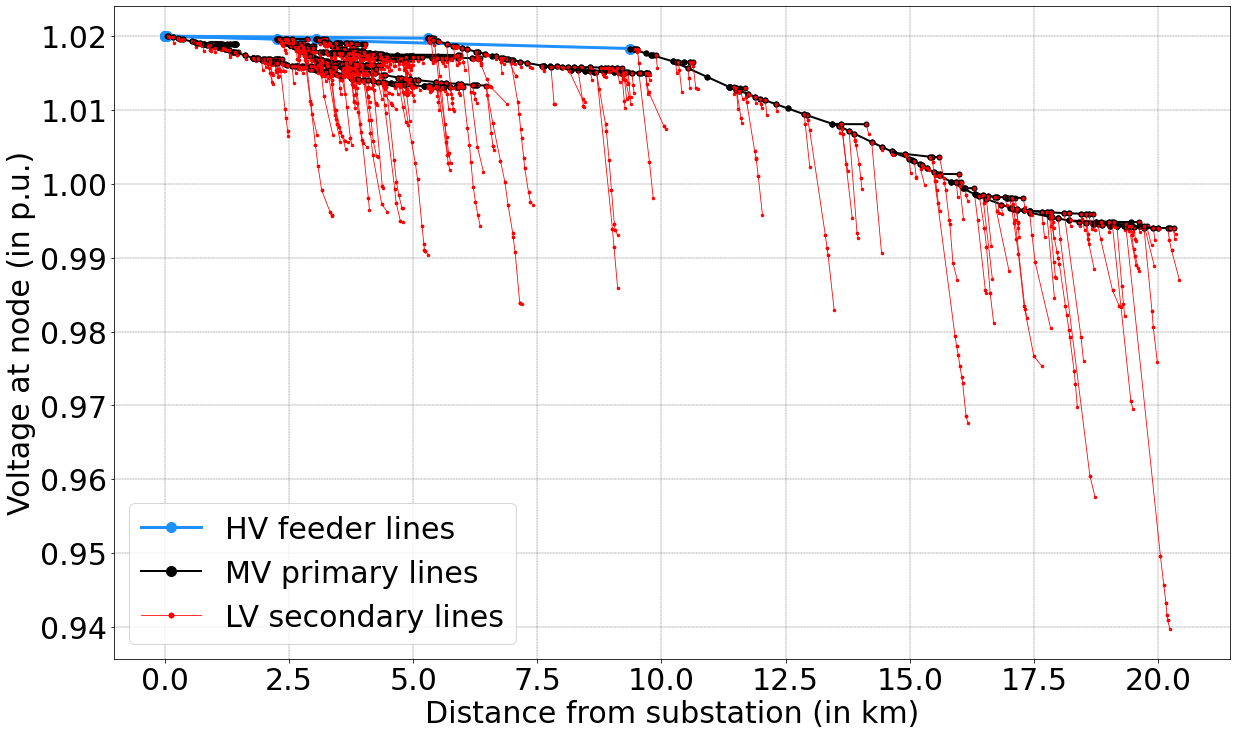 Voltage at node (in p.u.)
1.02
1.01
1.00
0.99
0.98
0.97
0.96
0.95
0.94
HV feeder lines
MV primary lines
LV secondary lines
0.0 2.5 5.0 7.5 10.0 12.5 15.0 17.5 20.0
Distance from substation (in km)